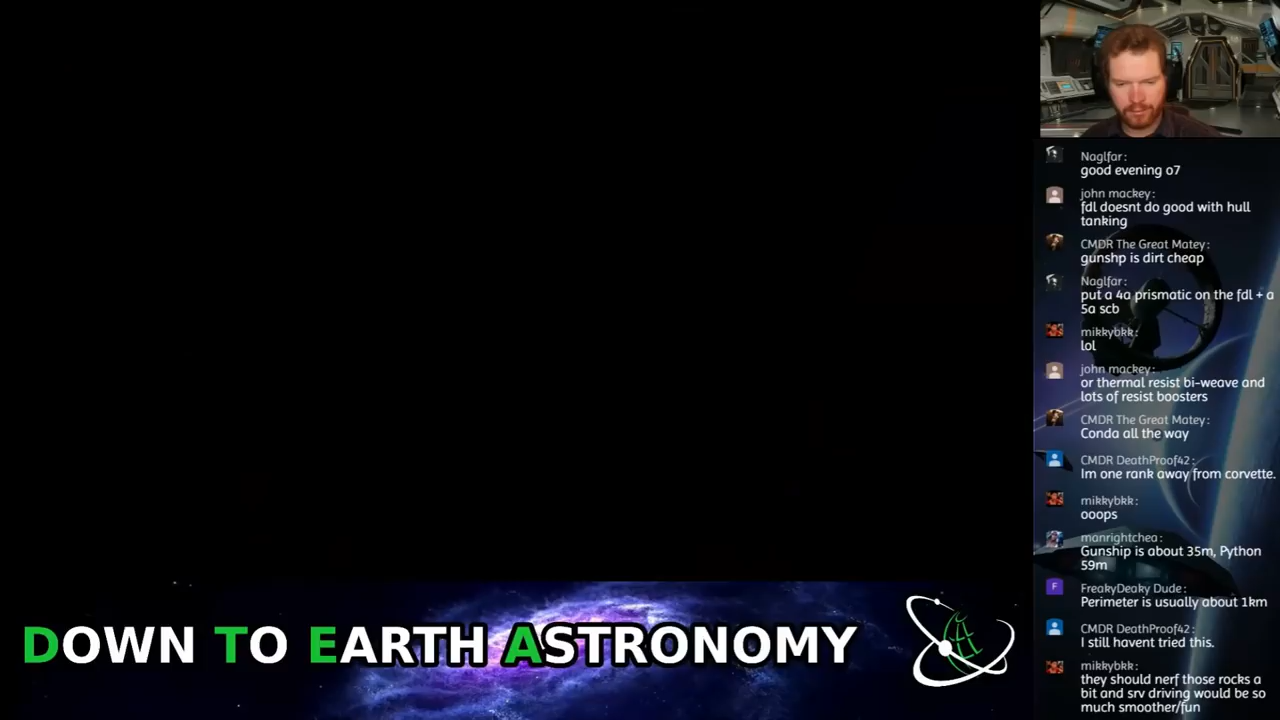 Naglfar:
good evening o7
john mackey:
fdl doesnt do good with hull
tanking
CMDR The Great Matey:
gunshp is dirt cheap
Naglfar:
put a 4a prismatic on the fdl + a
5a scb
mikkybkk:
lol
john mackey:
or thermal resist bi-weave and
lots of resist boosters
CMDR The Great Matey:
Conda all the way
CMDR DeathProof42:
Im one rank away from corvette.
mikkybkk:
ooops
manrightchea:
Gunship is about 35m, Python
59m
F
FreakyDeaky Dude:
Perimeter is usually about 1km
CMDR DeathProof42:
I still havent tried this.
mikkybkk:
they should nerf those rocks a
bit and srv driving would be so
much smoother/fun
DOWN TO EARTH ASTRONOMY